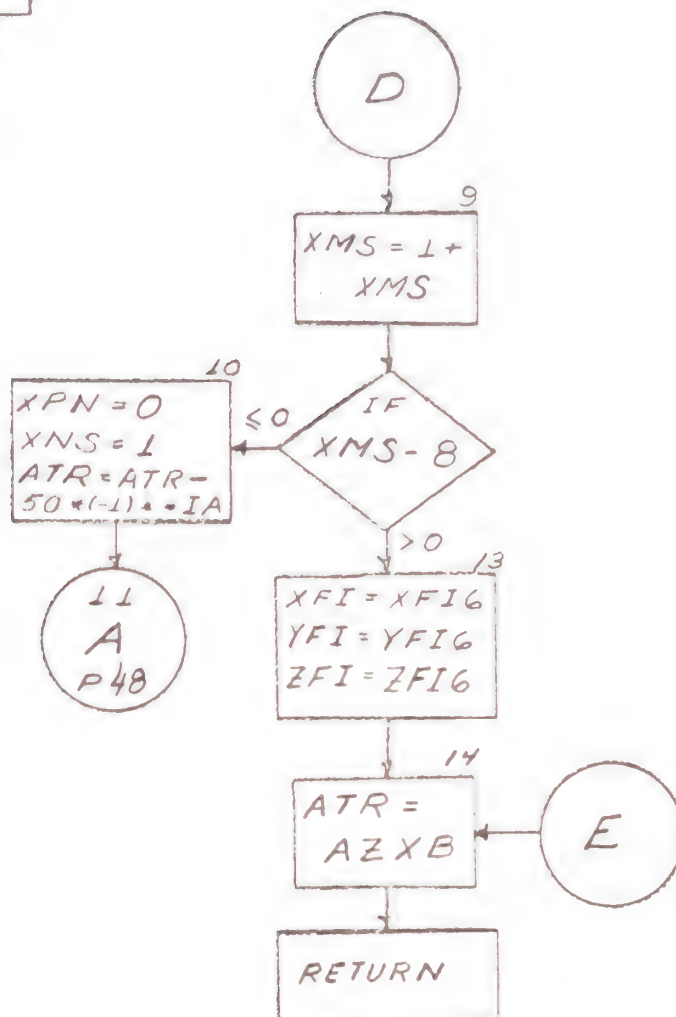 D
9
XMS = 1 +
XMS
10
XPN = 0
XNS = 1
ATR = ATR -
50*(-1)**IA
≤0
IF
XMS - 8
>0
11
A
P48
13
XFI = XFI6
YFI = YFI6
ZFI = ZFI6
14
ATR =
AZXB
E
RETURN